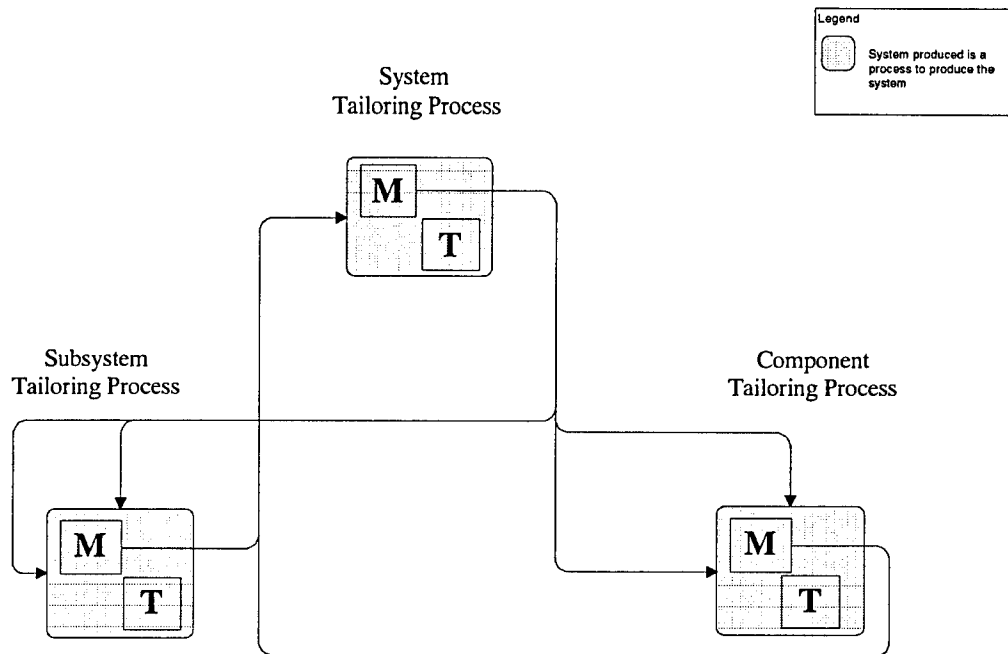 Legend
System produced is a
process to produce the
system
System
Tailoring Process
M
T
Subsystem
Tailoring Process
Component
Tailoring Process
M
T
M
T